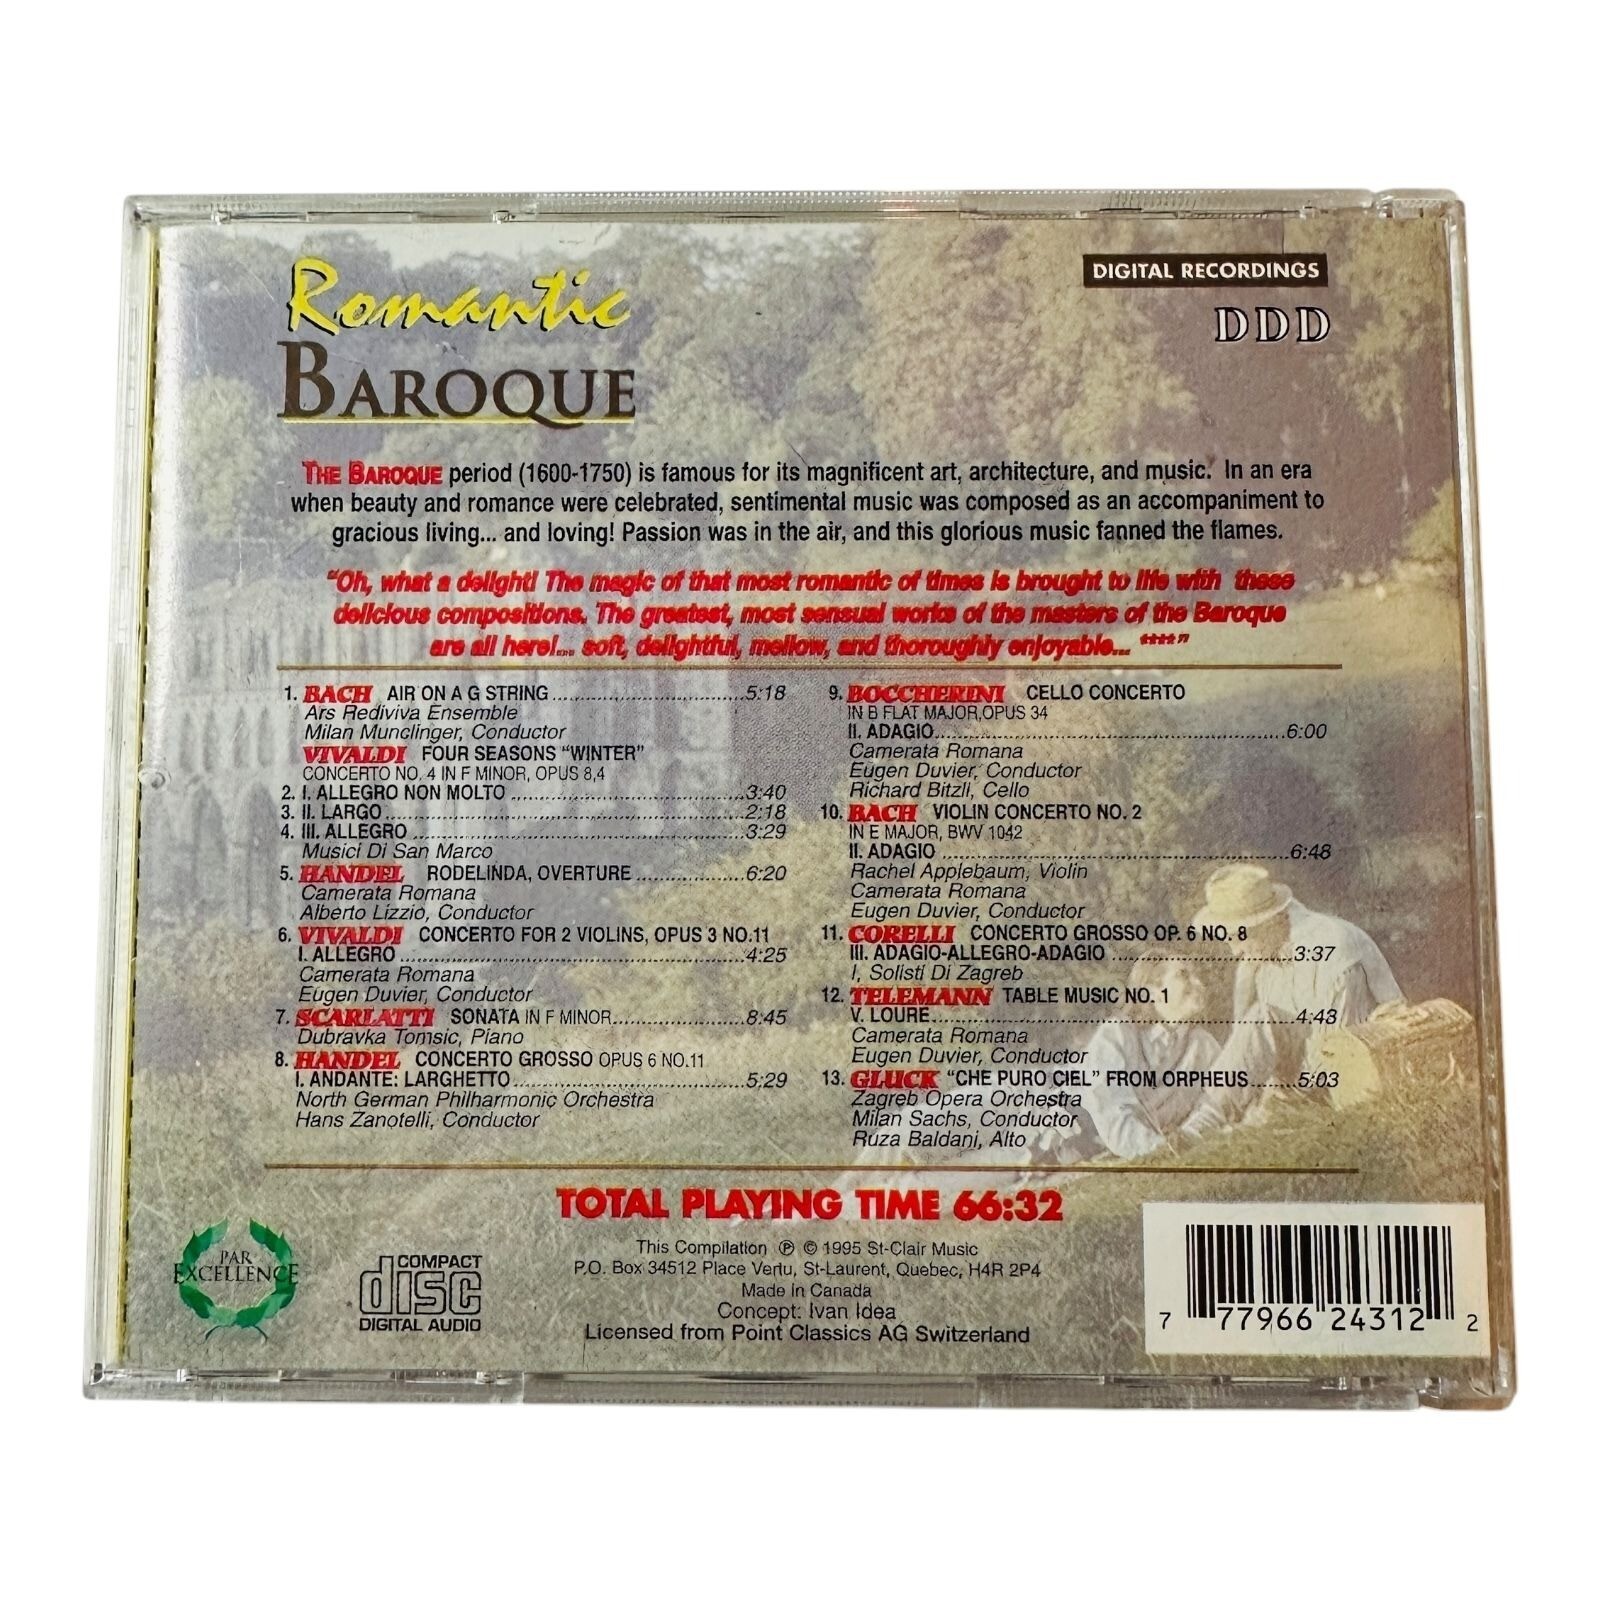 Romantic
BAROQUE
DIGITAL RECORDINGS
DDD
THE BAROQUE period (1600-1750) is famous for its magnificent art, architecture, and music. In an era
when beauty and romance were celebrated, sentimental music was composed as an accompaniment to
gracious living... and loving! Passion was in the air, and this glorious music fanned the flames.
"Oh, what a delight! The magic of that most romantic of times is brought to life with these
delicious compositions. The greatest, most sensual works of the masters of the Baroque
are all here!... soft, delightful, mellow, and thoroughly enjoyable... ****"
1. BACH AIR ON A G STRING 5:18
Ars Rediviva Ensemble
Milan Munclinger, Conductor
VIVALDI FOUR SEASONS "WINTER"
CONCERTO NO. 4 IN F MINOR, OPUS 8,4
2. I. ALLEGRO NON MOLTO 3:40
3. II. LARGO 2:18
4. III. ALLEGRO 3:29
Musici Di San Marco
5. HANDEL RODELINDA, OVERTURE 6:20
Camerata Romana
Alberto Lizzio, Conductor
6. VIVALDI CONCERTO FOR 2 VIOLINS, OPUS 3 NO.11
I. ALLEGRO 4:25
Camerata Romana
Eugen Duvier, Conductor
7. SCARLATTI SONATA IN F MINOR 8:45
Dubravka Tomsic, Piano
8. HANDEL CONCERTO GROSSO OPUS 6 NO.11
I. ANDANTE: LARGHETTO 5:29
North German Philharmonic Orchestra
Hans Zanotelli, Conductor
9. BOCCHERINI CELLO CONCERTO
IN B FLAT MAJOR,OPUS 34
II. ADAGIO 6:00
Camerata Romana
Eugen Duvier, Conductor
Richard Bitzli, Cello
10. BACH VIOLIN CONCERTO NO. 2
IN E MAJOR, BWV 1042
II. ADAGIO 6:48
Rachel Applebaum, Violin
Camerata Romana
Eugen Duvier, Conductor
11. CORELLI CONCERTO GROSSO OP. 6 NO. 8
III. ADAGIO-ALLEGRO-ADAGIO 3:37
I, Solisti Di Zagreb
12. TELEMANN TABLE MUSIC NO. 1
V. LOURE 4:43
Camerata Romana
Eugen Duvier, Conductor
13. GLUCK "CHE PURO CIEL" FROM ORPHEUS 5:03
Zagreb Opera Orchestra
Milan Sachs, Conductor
Ruza Baldani, Alto
TOTAL PLAYING TIME 66:32
PAR
EXCELLENCE
COMPACT
disc
DIGITAL AUDIO
This Compilation ℗ © 1995 St-Clair Music
P.O. Box 34512 Place Vertu, St-Laurent, Quebec, H4R 2P4
Made In Canada
Concept: Ivan Idea
Licensed from Point Classics AG Switzerland
7 77966 24312 2